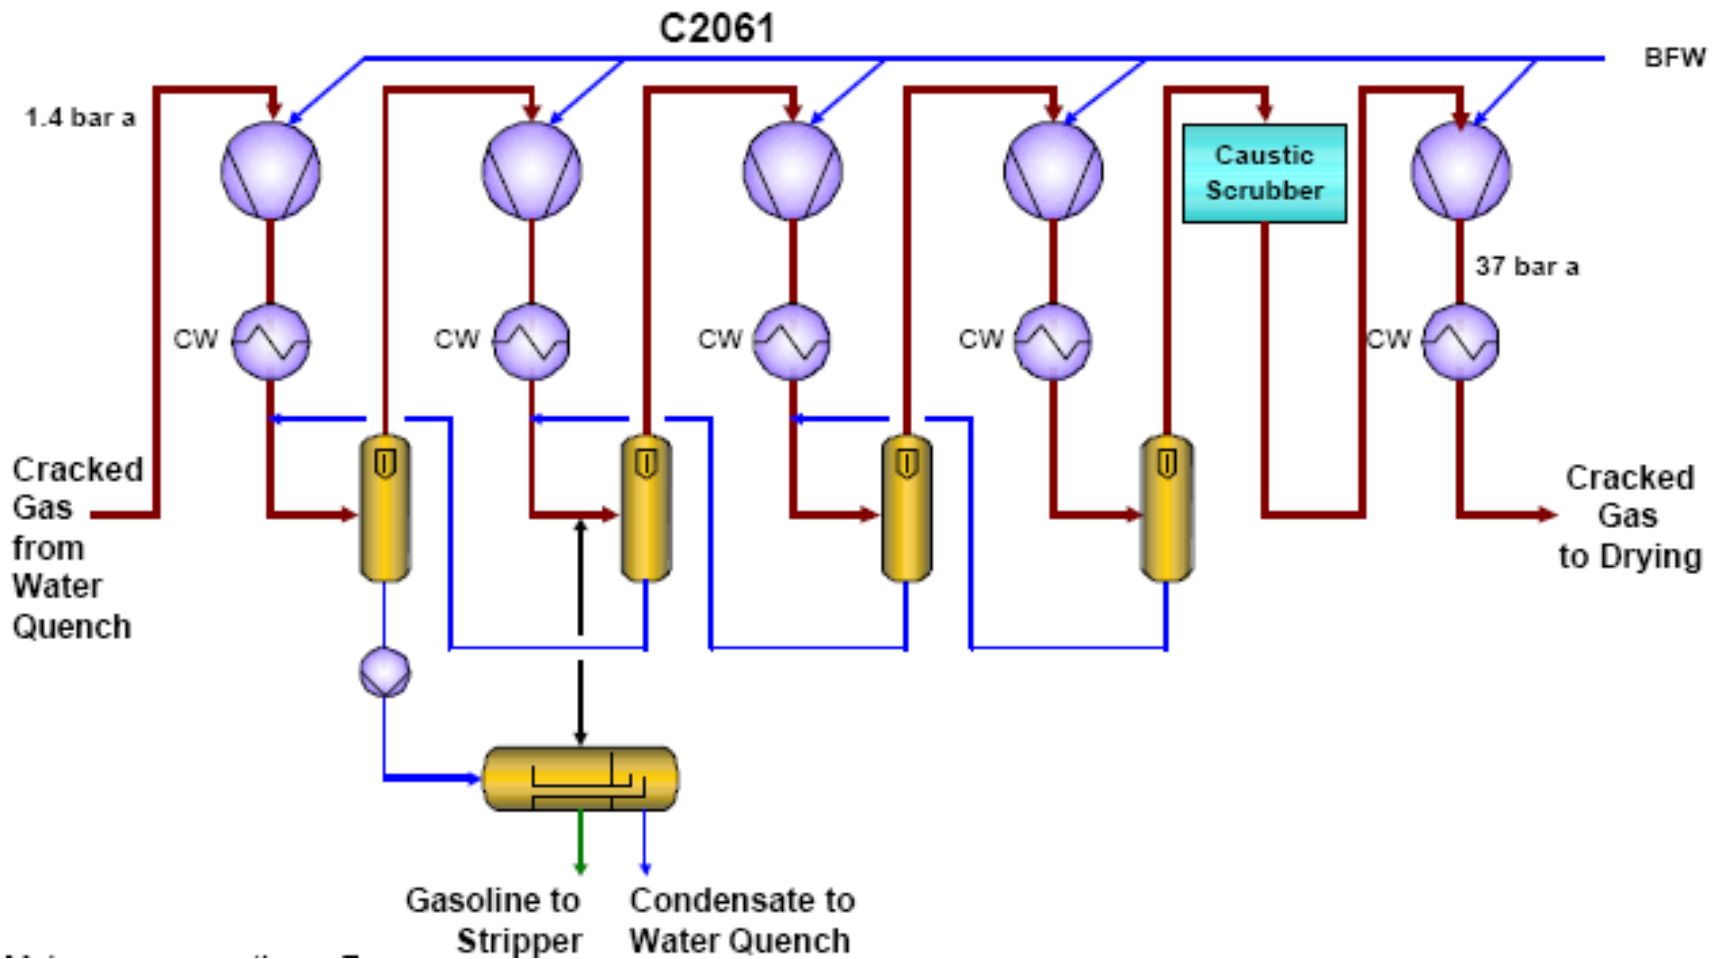 C2061
BFW
1.4 bar a
Caustic
Scrubber
37 bar a
CW
CW
CW
CW
CW
Cracked
Gas
from
Water
Quench
Cracked
Gas
to Drying
Gasoline to
Stripper
Condensate to
Water Quench